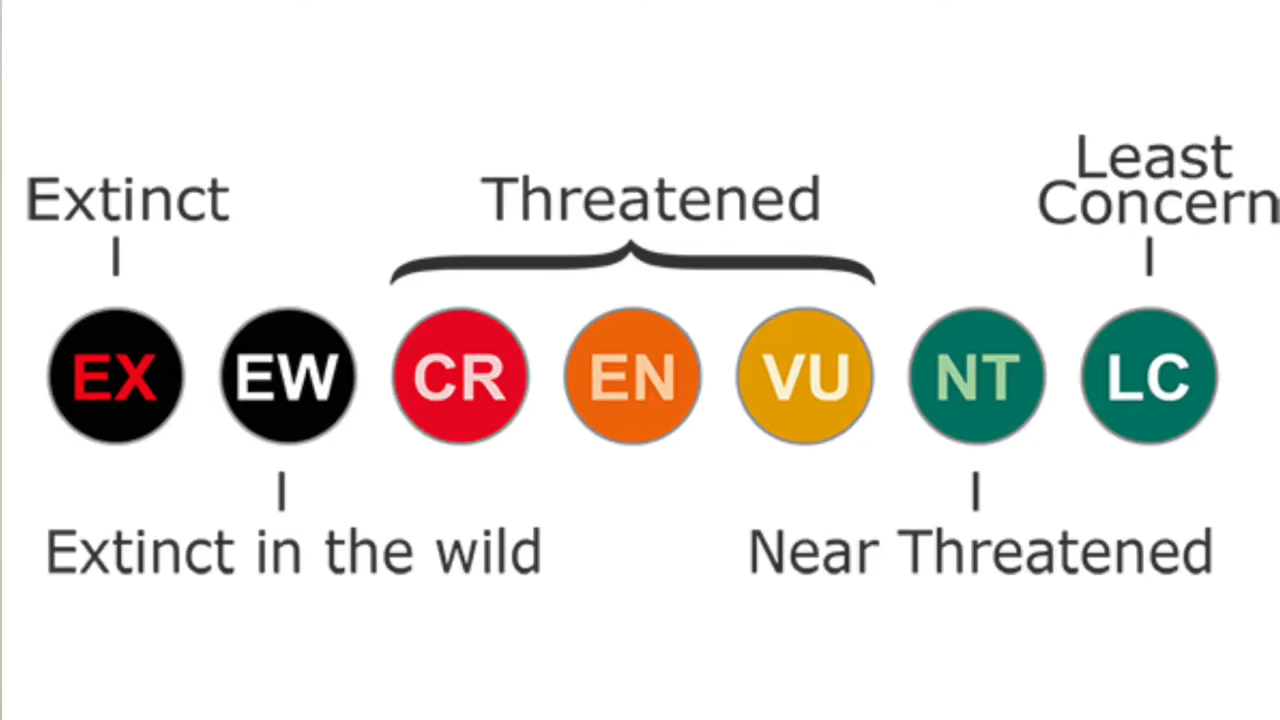 Extinct
Threatened
Least
Concern
EX EW CR EN VU NT LC
Extinct in the wild
Near Threatened